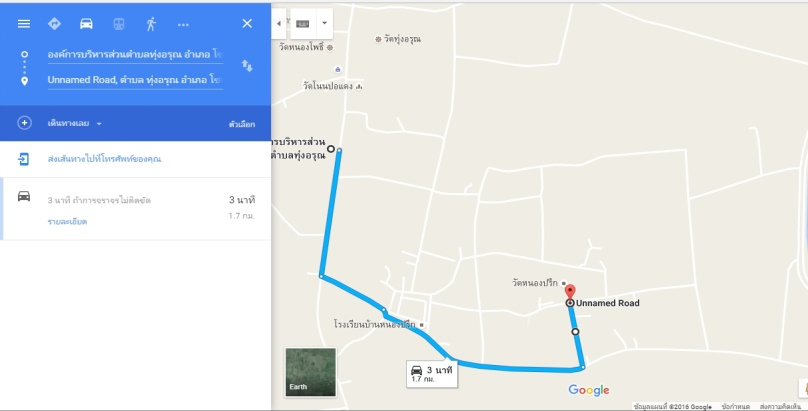 องค์การบริหารส่วนตำบลทุ่งอรุณ อำเภอ โช
Unnamed Road, ตำบล ทุ่งอรุณ อำเภอ โช
เดินทางเลย
ตัวเลือก
ส่งเส้นทางไปที่โทรศัพท์ของคุณ
3 นาที ถ้าการจราจรไม่ติดขัด
3 นาที
1.7 กม.
รายละเอียด
วัดหนองโพธิ์
วัดทุ่งอรุณ
วัดโนนปอแดง
ารบริหารส่วน
ตำบลทุ่งอรุณ
วัดหนองปรึก
Unnamed Road
โรงเรียนบ้านหนองปรึก
3 นาที
1.7 กม.
Earth
Google
ข้อมูลแผนที่ ©2016 Google ข้อกำหนด ส่งความคิดเห็น